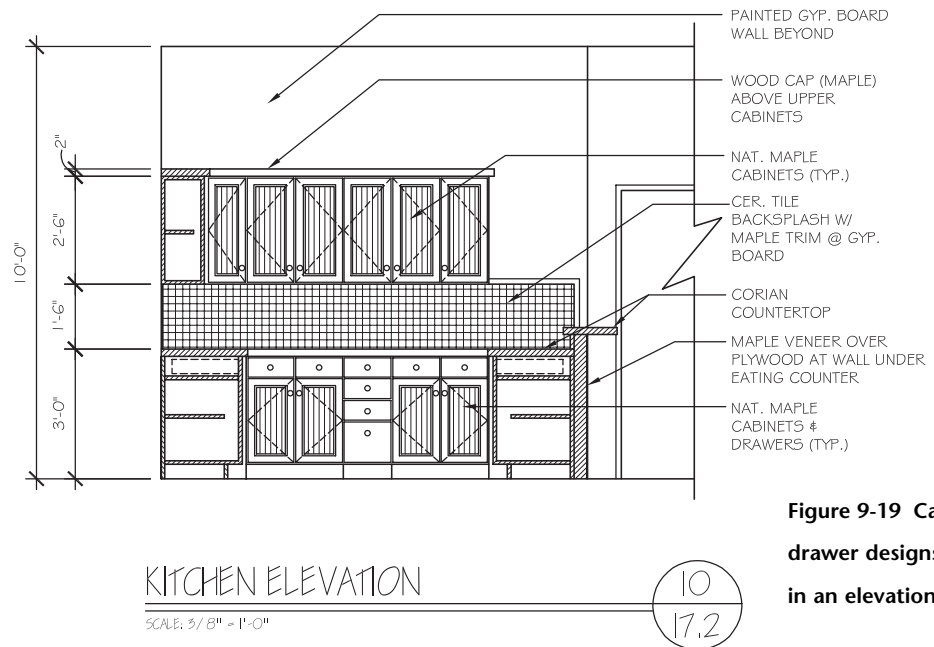 PAINTED GYP. BOARD
WALL BEYOND
WOOD CAP (MAPLE)
ABOVE UPPER
CABINETS
NAT. MAPLE
CABINETS (TYP.)
CER. TILE
BACKSPLASH W/
MAPLE TRIM @ GYP.
BOARD
CORIAN
COUNTERTOP
MAPLE VENEER OVER
PLYWOOD AT WALL UNDER
EATING COUNTER
NAT. MAPLE
CABINETS &
DRAWERS (TYP.)
10'-0"
2"
2'-6"
1'-6"
3'-0"
Figure 9-19 Ca
drawer designs
in an elevation
KITCHEN ELEVATION
SCALE: 3/8" = 1'-0"
10
17.2